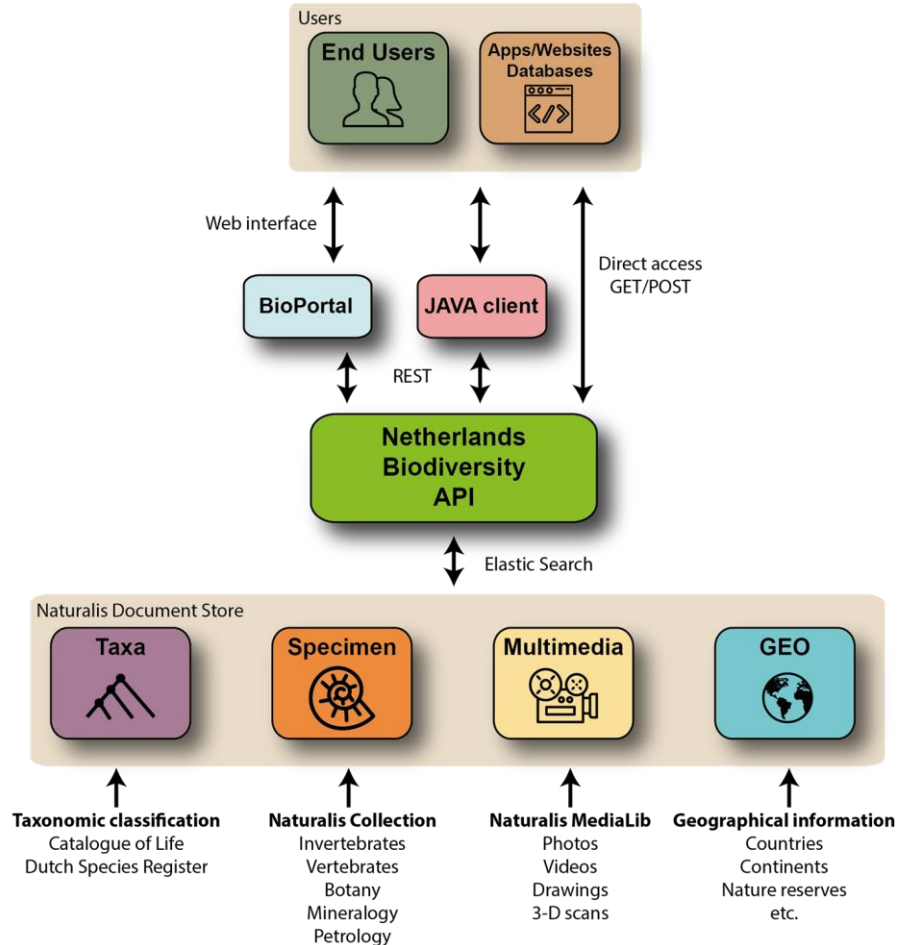 Users
End Users
Apps/Websites
Databases
Web interface
Direct access
GET/POST
BioPortal
JAVA client
REST
Netherlands
Biodiversity
API
Elastic Search
Naturalis Document Store
Taxa
Specimen
Multimedia
GEO
Taxonomic classification
Catalogue of Life
Dutch Species Register
Naturalis Collection
Invertebrates
Vertebrates
Botany
Mineralogy
Petrology
Naturalis MediaLib
Photos
Videos
Drawings
3-D scans
Geographical information
Countries
Continents
Nature reserves
etc.